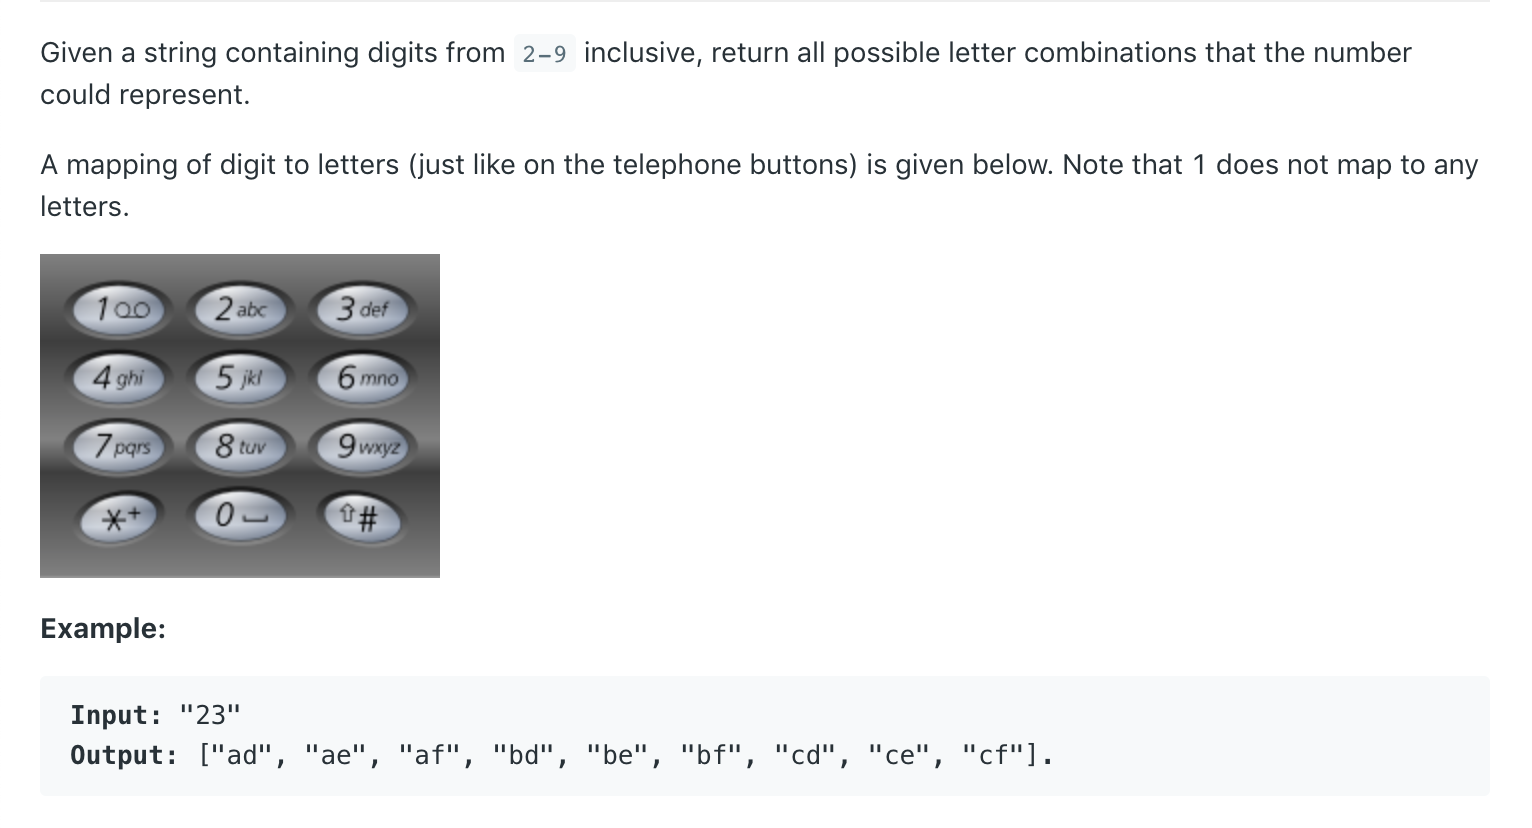 Given a string containing digits from 2-9 inclusive, return all possible letter combinations that the number
could represent.
A mapping of digit to letters (just like on the telephone buttons) is given below. Note that 1 does not map to any
letters.
1 2 abc 3 def
4 ghi 5 jkl 6 mno
7 pqrs 8 tuv 9 wxyz
*+ 0 ⇧#
Example:
Input: "23"
Output: ["ad", "ae", "af", "bd", "be", "bf", "cd", "ce", "cf"].